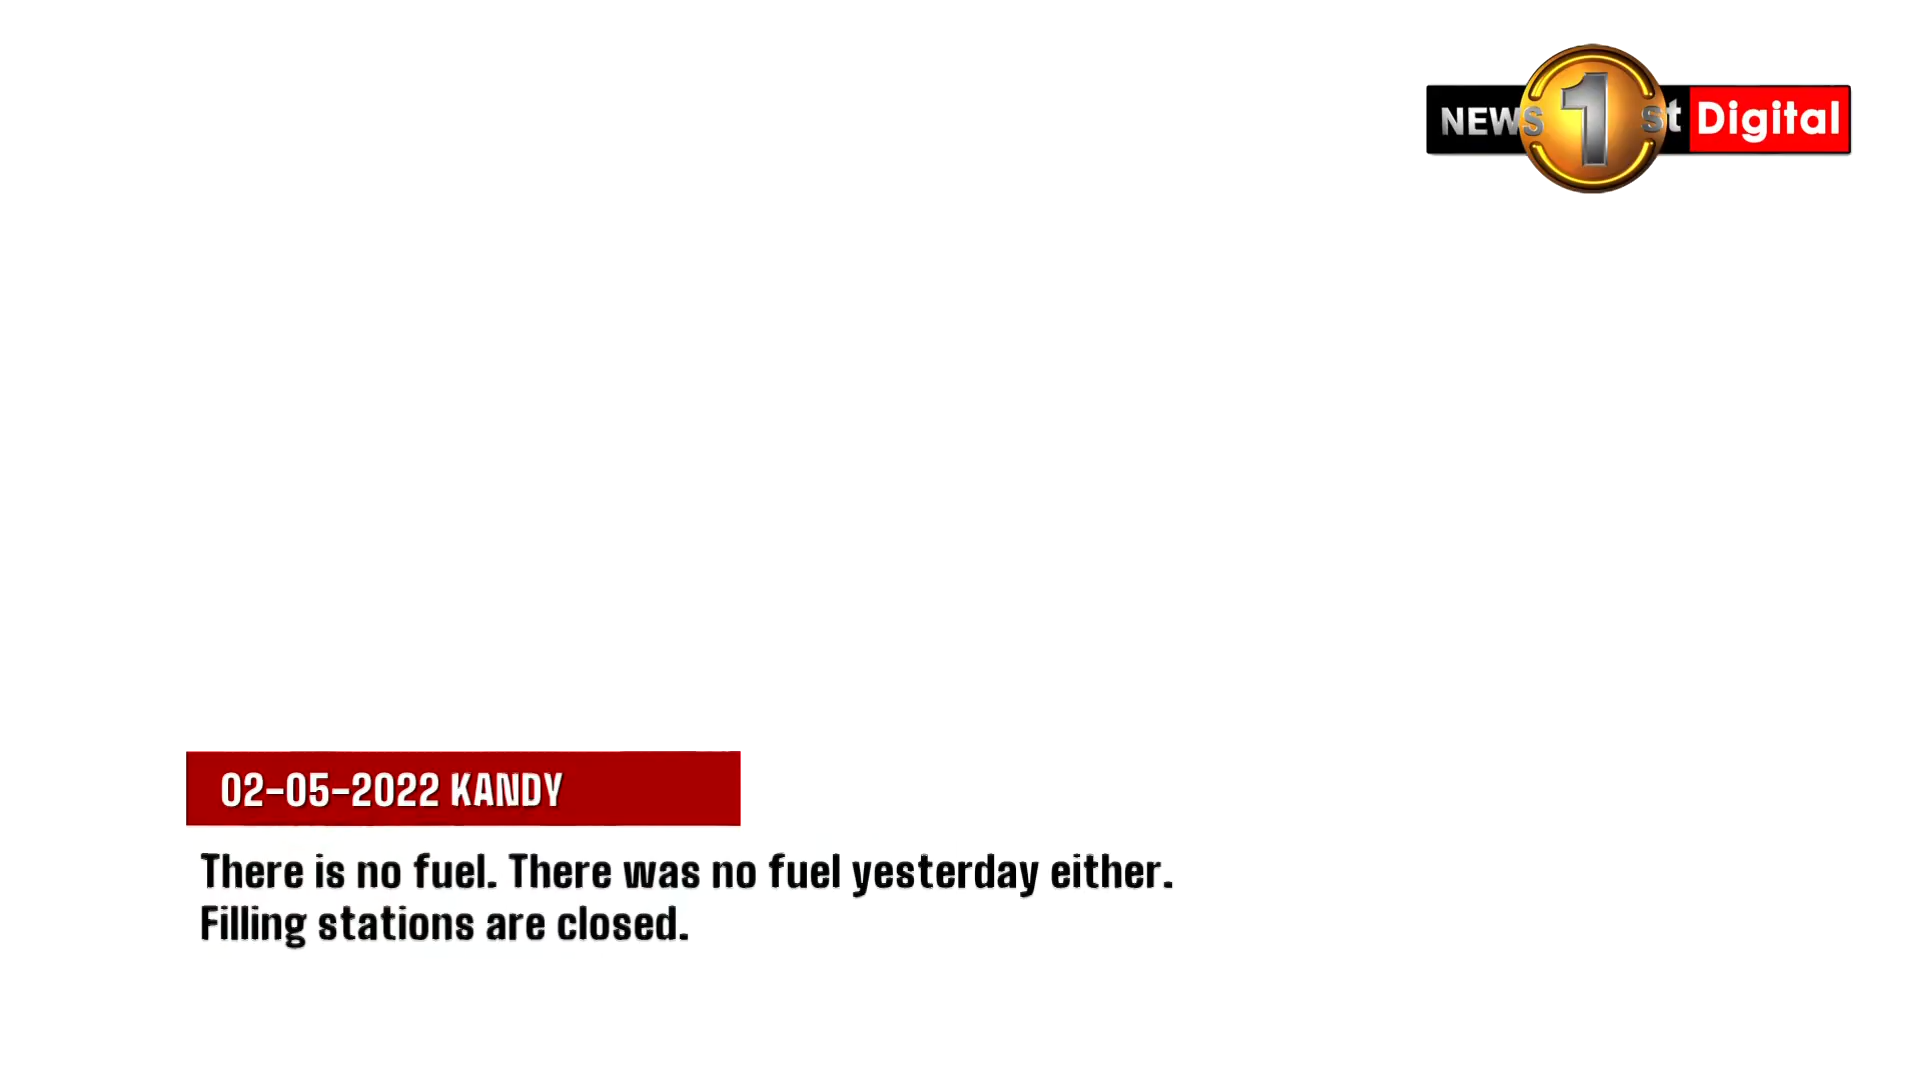 NEWS 1st Digital
02-05-2022 KANDY
There is no fuel. There was no fuel yesterday either.
Filling stations are closed.